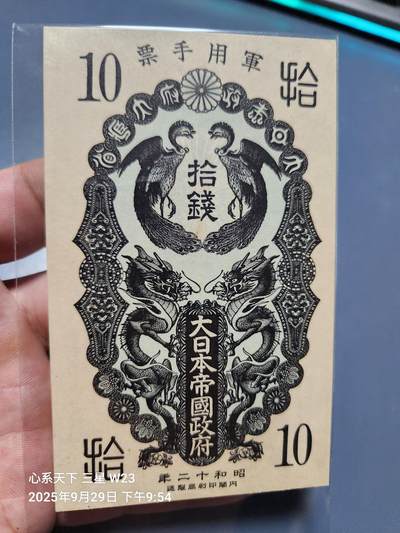 軍用手票
10
拾
拾錢
大日本帝國政府
拾
10
昭和十二年
内閣印刷局製造
心系天下 三星 W23
2025年9月29日 下午9:54